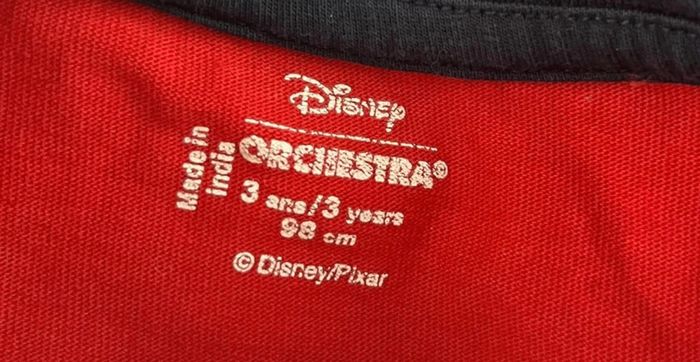 Disney
ORCHESTRA©
Made in
india
3 ans/3 years
98 cm
© Disney/Pixar